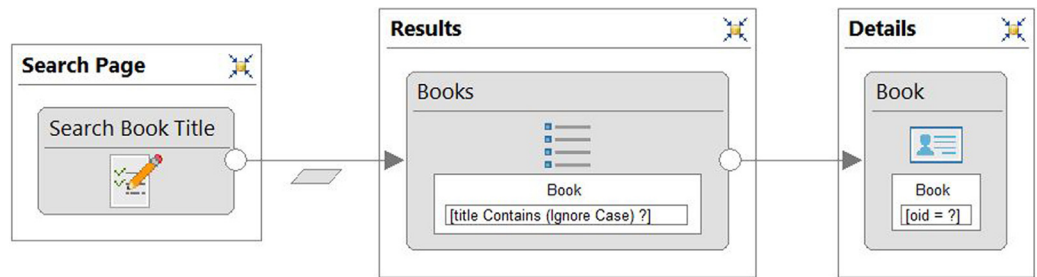 Search Page
Search Book Title
Results
Books
Book
[title Contains (Ignore Case) ?]
Details
Book
Book
[oid = ?]